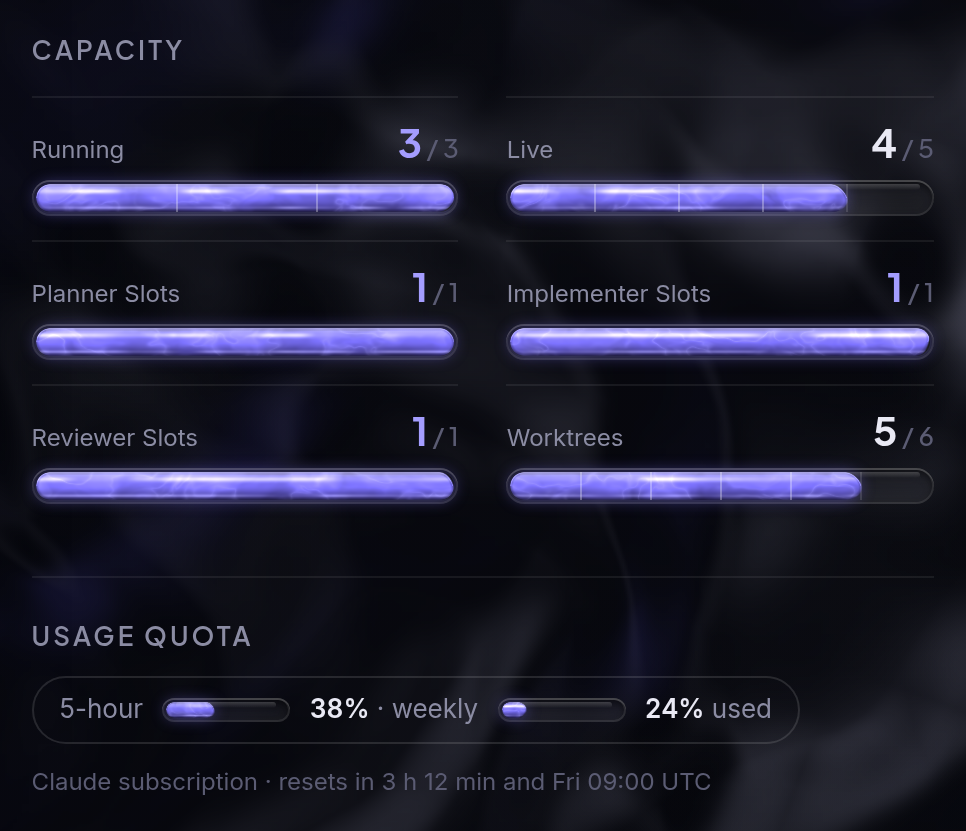 CAPACITY
Running 3/3
Live 4/5
Planner Slots 1/1
Implementer Slots 1/1
Reviewer Slots 1/1
Worktrees 5/6
USAGE QUOTA
5-hour 38% · weekly 24% used
Claude subscription · resets in 3 h 12 min and Fri 09:00 UTC